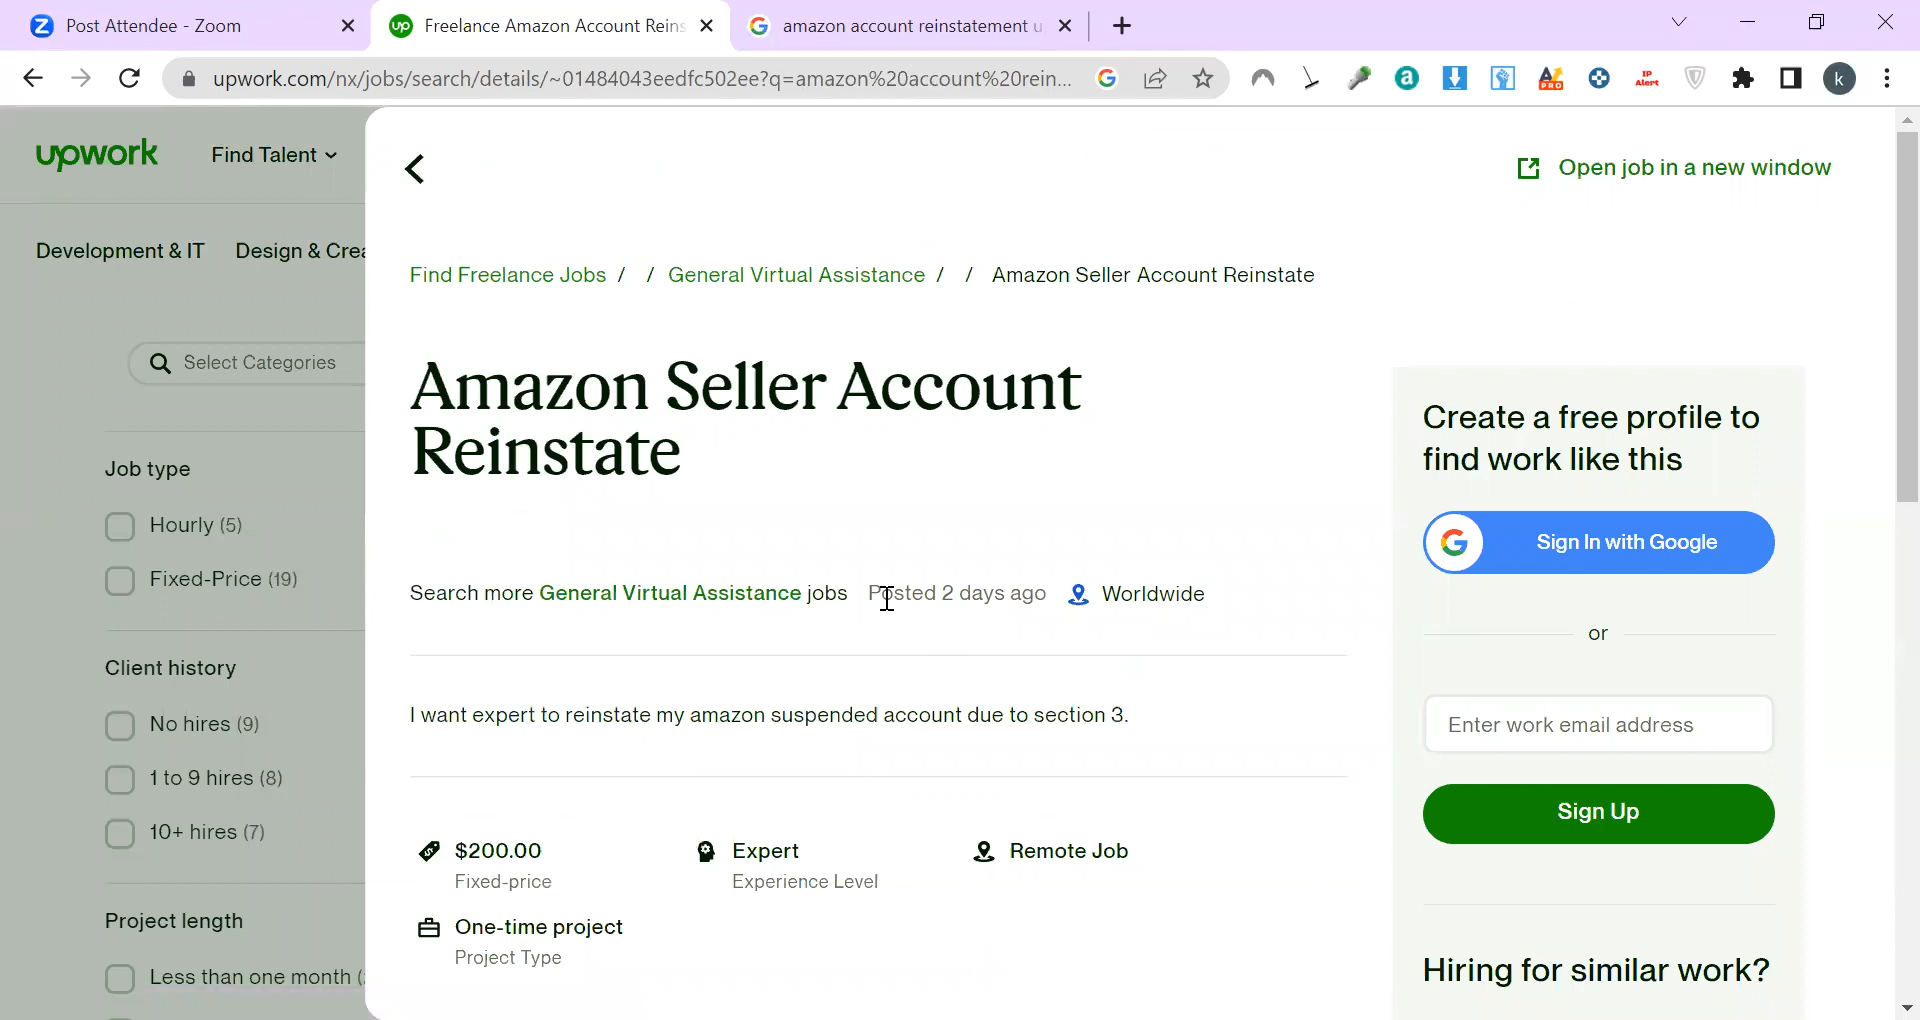 Post Attendee - Zoom
Freelance Amazon Account Reins
amazon account reinstatement u
upwork.com/nx/jobs/search/details/~01484043eedfc502ee?q=amazon%20account%20rein...
IP
Alert
PRO
k
upwork
Find Talent
Open job in a new window
Development & IT
Design & Crea
Find Freelance Jobs / / General Virtual Assistance / / Amazon Seller Account Reinstate
Select Categories
Amazon Seller Account
Reinstate
Create a free profile to
find work like this
Job type
Hourly (5)
Sign In with Google
Fixed-Price (19)
Search more General Virtual Assistance jobs Posted 2 days ago Worldwide
or
Client history
No hires (9)
I want expert to reinstate my amazon suspended account due to section 3.
Enter work email address
1 to 9 hires (8)
Sign Up
10+ hires (7)
$200.00
Fixed-price
Expert
Experience Level
Remote Job
Project length
One-time project
Project Type
Less than one month (
Hiring for similar work?